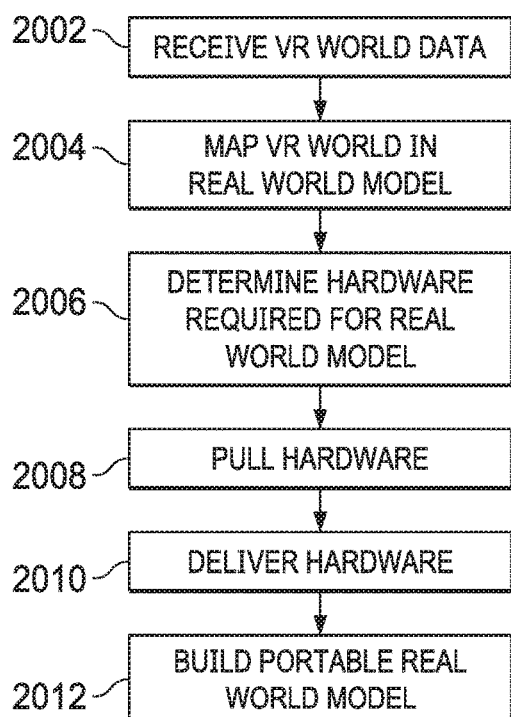 2002
RECEIVE VR WORLD DATA
2004
MAP VR WORLD IN
REAL WORLD MODEL
2006
DETERMINE HARDWARE
REQUIRED FOR REAL
WORLD MODEL
2008
PULL HARDWARE
2010
DELIVER HARDWARE
2012
BUILD PORTABLE REAL
WORLD MODEL